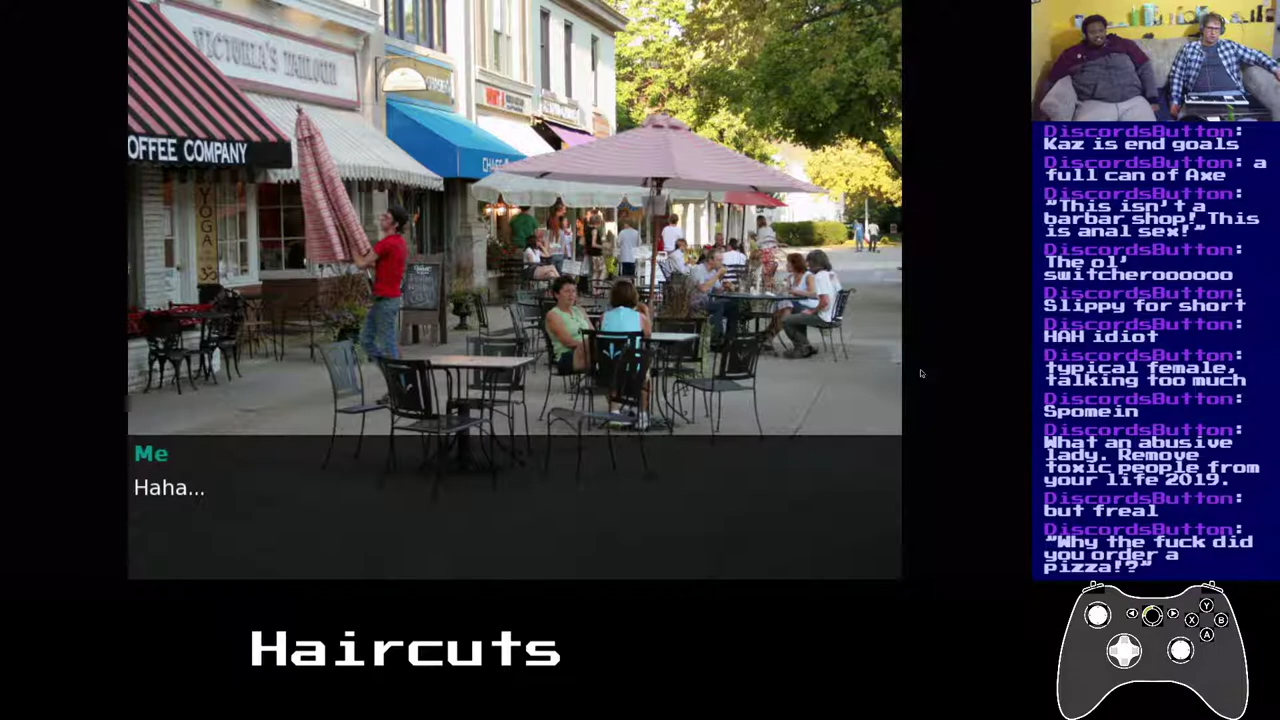 VICTORIA'S PARLOUR
OFFEE COMPANY
YOGA
CHASE
Me
Haha...
Haircuts
DiscordsButton:
Kaz is end goals
DiscordsButton: a
full can of Axe
DiscordsButton:
"This isn't a
barbar shop! This
is anal sex!"
DiscordsButton:
The ol'
switcheroooooo
DiscordsButton:
Slippy for short
DiscordsButton:
HAH idiot
DiscordsButton:
typical female,
talking too much
DiscordsButton:
Spomein
DiscordsButton:
What an abusive
lady. Remove
toxic people from
your life 2019.
DiscordsButton:
but freal
DiscordsButton:
"Why the fuck did
you order a
pizza!?"
Y
X
B
A